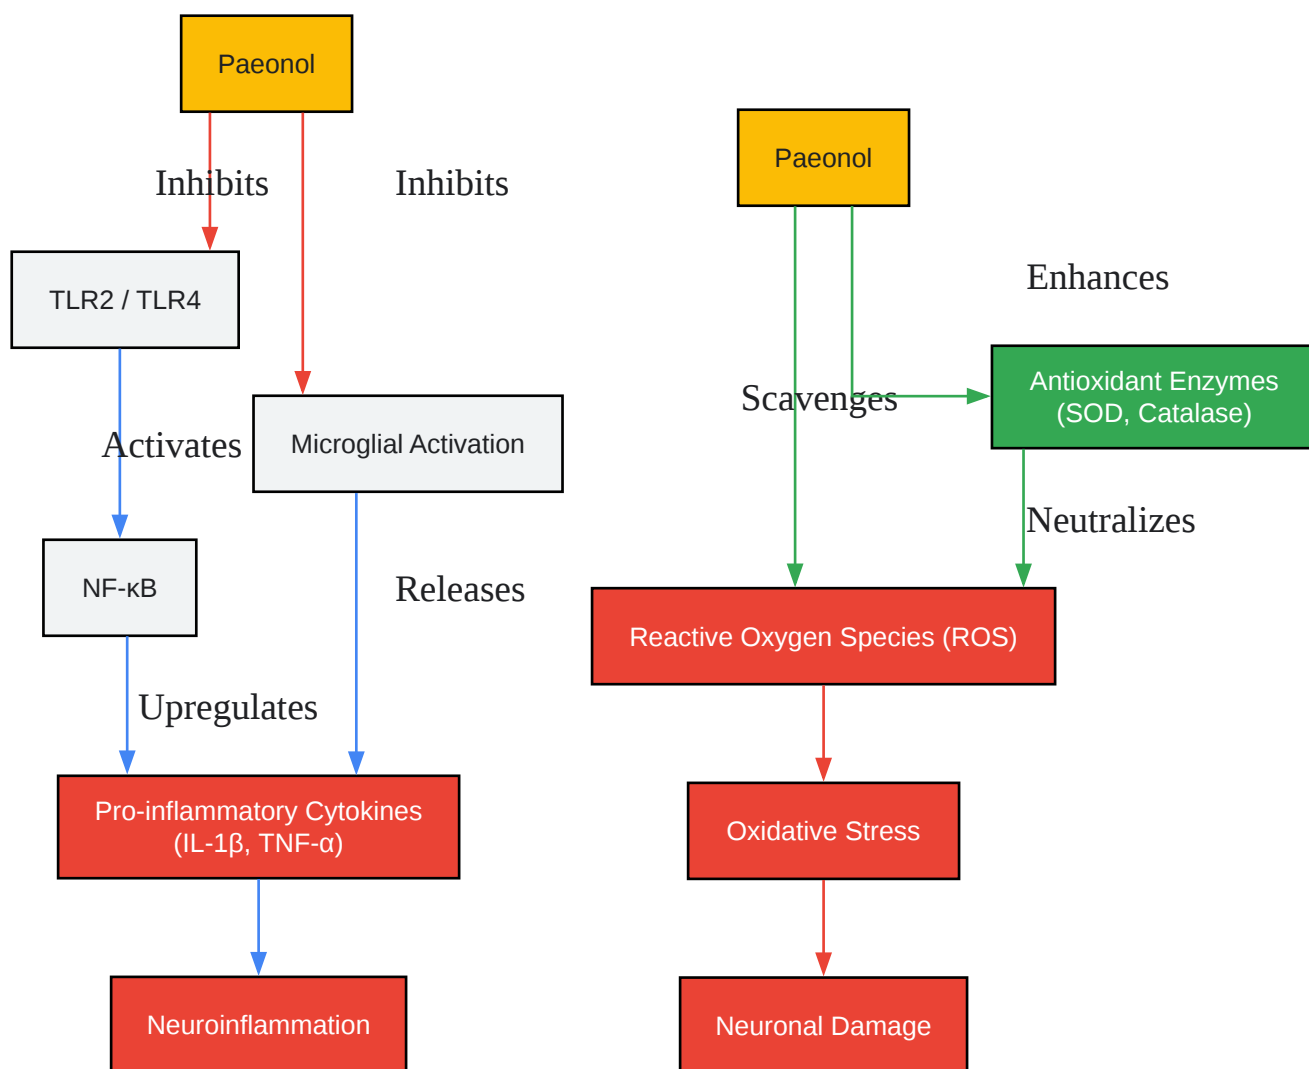 Paeonol
Inhibits
Inhibits
TLR2 / TLR4
Activates
Microglial Activation
NF-κB
Releases
Upregulates
Pro-inflammatory Cytokines
(IL-1β, TNF-α)
Neuroinflammation
Paeonol
Enhances
Scavenges
Antioxidant Enzymes
(SOD, Catalase)
Neutralizes
Reactive Oxygen Species (ROS)
Oxidative Stress
Neuronal Damage